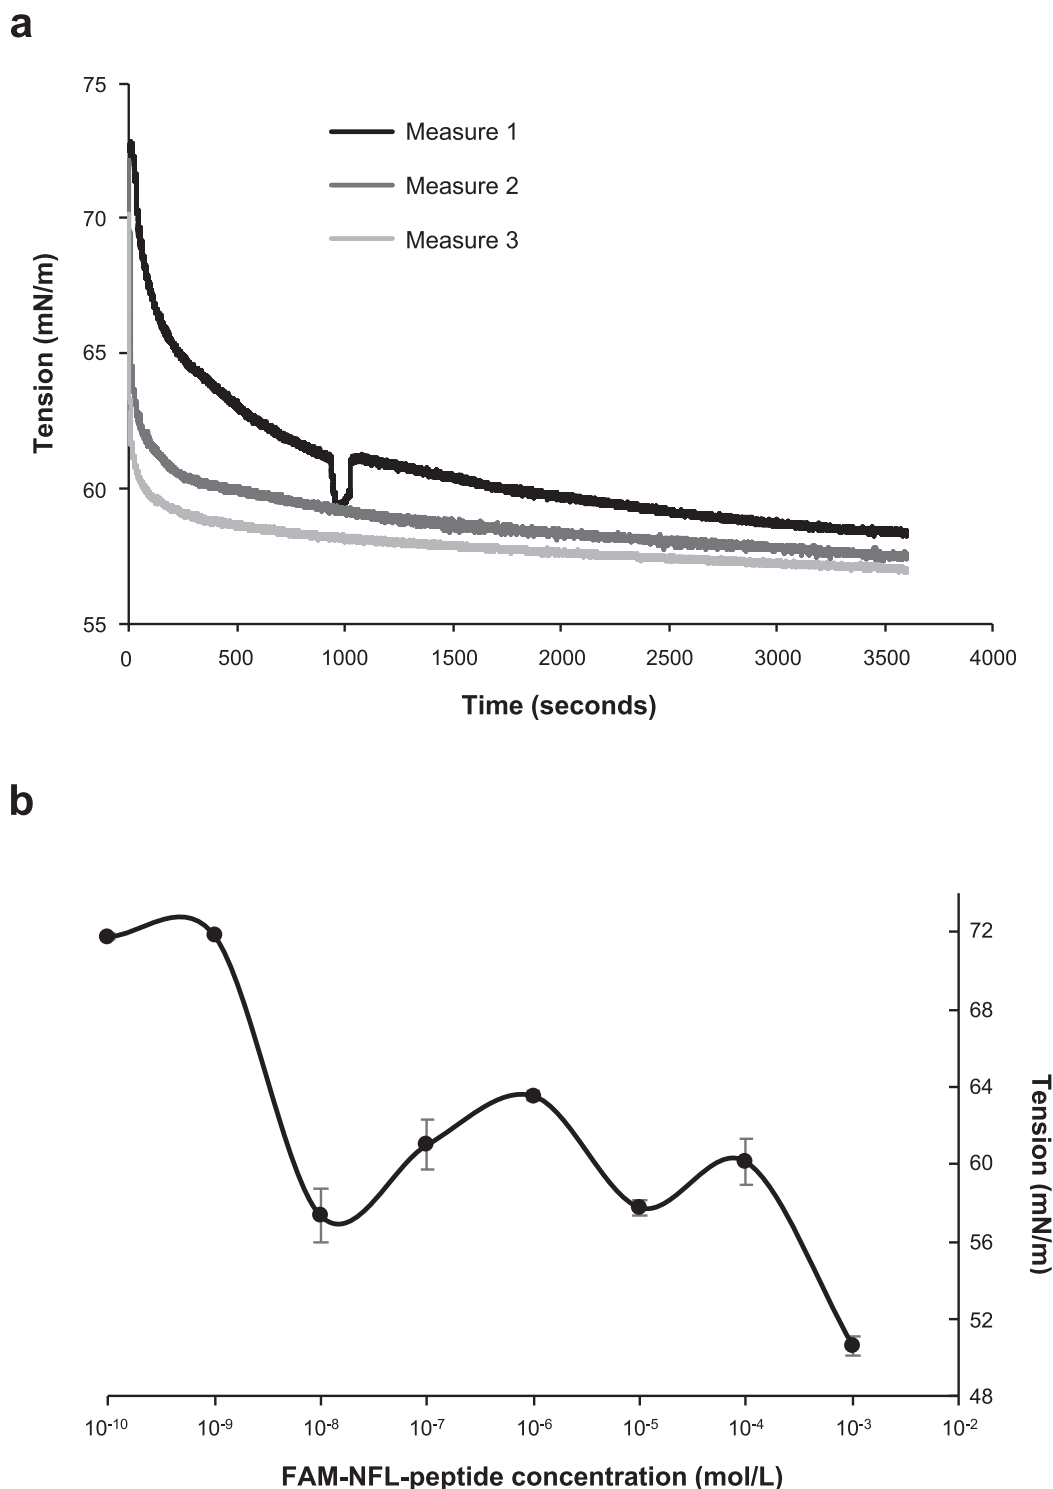 a
75
70
65
60
55
Tension (mN/m)
Measure 1
Measure 2
Measure 3
0 500 1000 1500 2000 2500 3000 3500 4000
Time (seconds)
b
72
68
64
60
56
52
48
Tension (mN/m)
10⁻¹⁰ 10⁻⁹ 10⁻⁸ 10⁻⁷ 10⁻⁶ 10⁻⁵ 10⁻⁴ 10⁻³ 10⁻²
FAM-NFL-peptide concentration (mol/L)